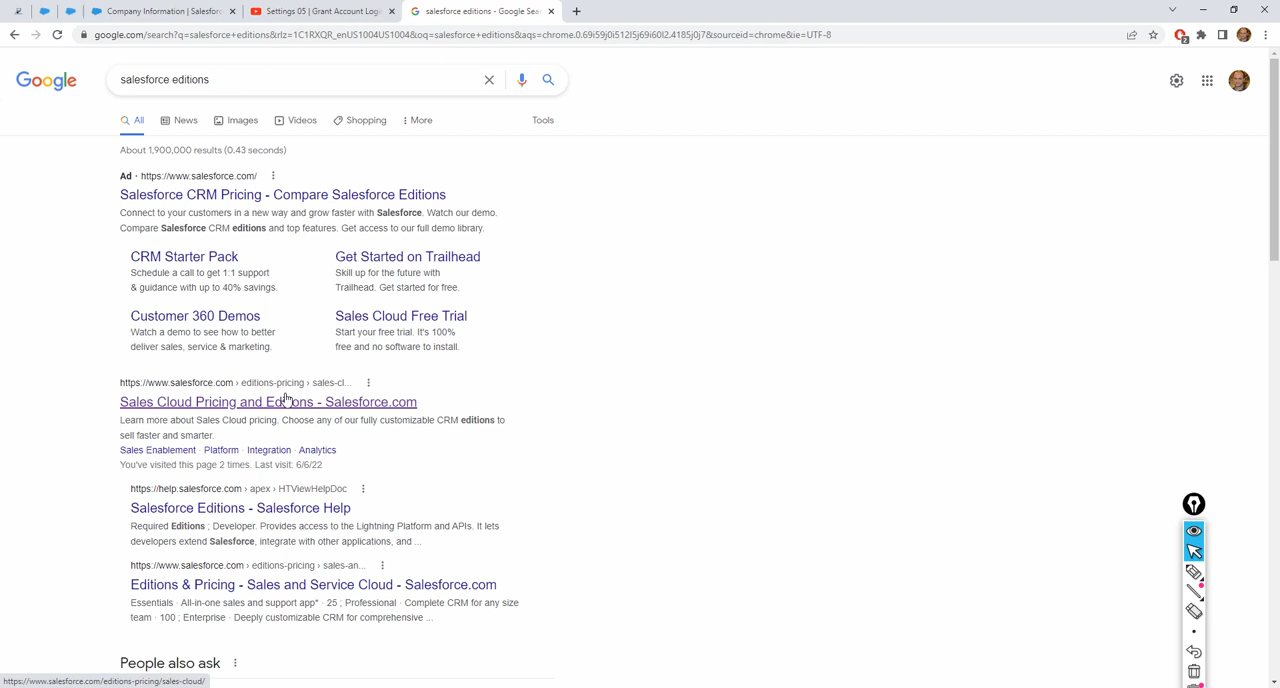 Company Information | Salesforc
Settings 05 | Grant Account Logi
salesforce editions - Google Sea
google.com/search?q=salesforce+editions&rlz=1C1RXQR_enUS1004US1004&oq=salesforce+editions&aqs=chrome.0.69i59j0i512l5j69i60l2.4185j0j7&sourceid=chrome&ie=UTF-8
2
Google
salesforce editions
All
News
Images
Videos
Shopping
More
Tools
About 1,900,000 results (0.43 seconds)
Ad · https://www.salesforce.com/
Salesforce CRM Pricing - Compare Salesforce Editions
Connect to your customers in a new way and grow faster with Salesforce. Watch our demo.
Compare Salesforce CRM editions and top features. Get access to our full demo library.
CRM Starter Pack
Schedule a call to get 1:1 support
& guidance with up to 40% savings.
Get Started on Trailhead
Skill up for the future with
Trailhead. Get started for free.
Customer 360 Demos
Watch a demo to see how to better
deliver sales, service & marketing.
Sales Cloud Free Trial
Start your free trial. It's 100%
free and no software to install.
https://www.salesforce.com › editions-pricing › sales-cl...
Sales Cloud Pricing and Editions - Salesforce.com
Learn more about Sales Cloud pricing. Choose any of our fully customizable CRM editions to
sell faster and smarter.
Sales Enablement · Platform · Integration · Analytics
You've visited this page 2 times. Last visit: 6/6/22
https://help.salesforce.com › apex › HTViewHelpDoc
Salesforce Editions - Salesforce Help
Required Editions ; Developer. Provides access to the Lightning Platform and APIs. It lets
developers extend Salesforce, integrate with other applications, and ...
https://www.salesforce.com › editions-pricing › sales-an...
Editions & Pricing - Sales and Service Cloud - Salesforce.com
Essentials · All-in-one sales and support app* · 25 ; Professional · Complete CRM for any size
team · 100 ; Enterprise · Deeply customizable CRM for comprehensive ...
People also ask
https://www.salesforce.com/editions-pricing/sales-cloud/